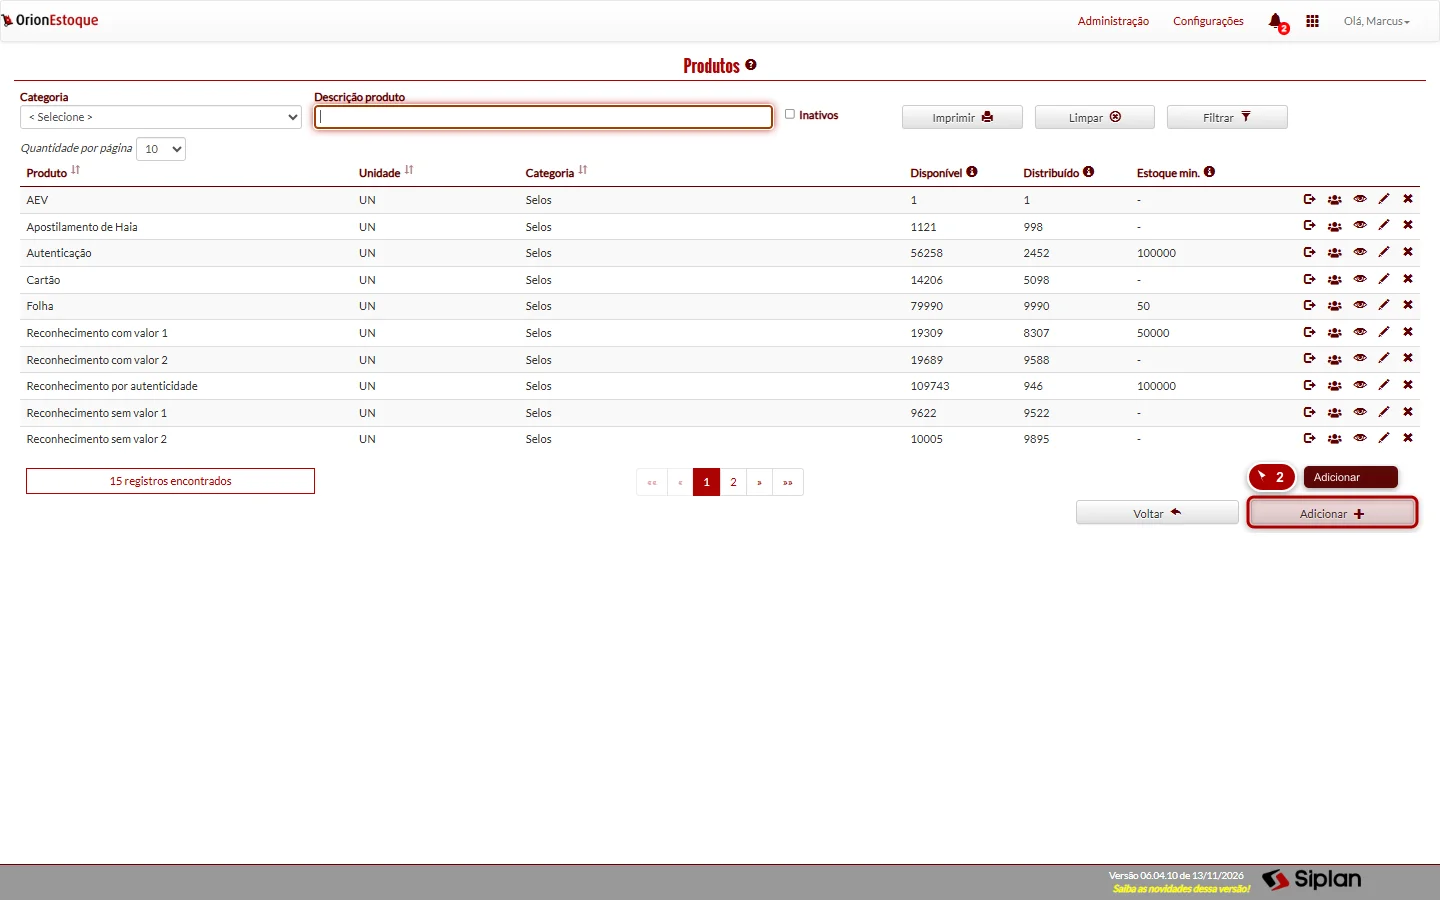 OrionEstoque
Administração Configurações 2 Olá, Marcus
Produtos
Categoria Descrição produto
< Selecione > Inativos Imprimir Limpar Filtrar
Quantidade por página 10
Produto Unidade Categoria Disponível Distribuído Estoque min.
AEV UN Selos 1 1 -
Apostilamento de Haia UN Selos 1121 998 -
Autenticação UN Selos 56258 2452 100000
Cartão UN Selos 14206 5098 -
Folha UN Selos 79990 9990 50
Reconhecimento com valor 1 UN Selos 19309 8307 50000
Reconhecimento com valor 2 UN Selos 19689 9588 -
Reconhecimento por autenticidade UN Selos 109743 946 100000
Reconhecimento sem valor 1 UN Selos 9622 9522 -
Reconhecimento sem valor 2 UN Selos 10005 9895 -
15 registros encontrados «« « 1 2 » »» 2 Adicionar
Voltar Adicionar
Versão 06.04.10 de 13/11/2026
Saiba as novidades dessa versão!
Siplan